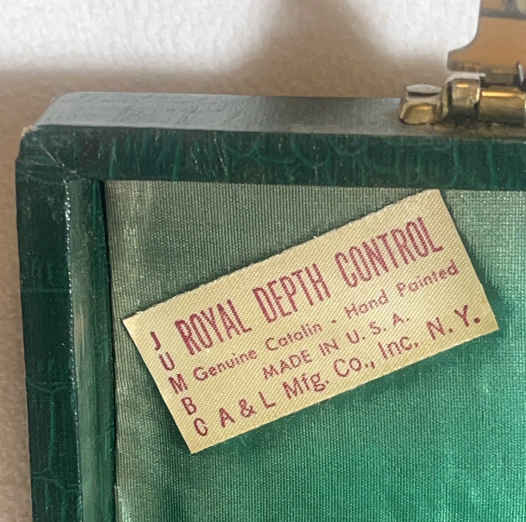 JUMBO
ROYAL DEPTH CONTROL
Genuine Catalin - Hand Painted
MADE IN U. S. A.
A & L Mfg. Co., Inc. N. Y.